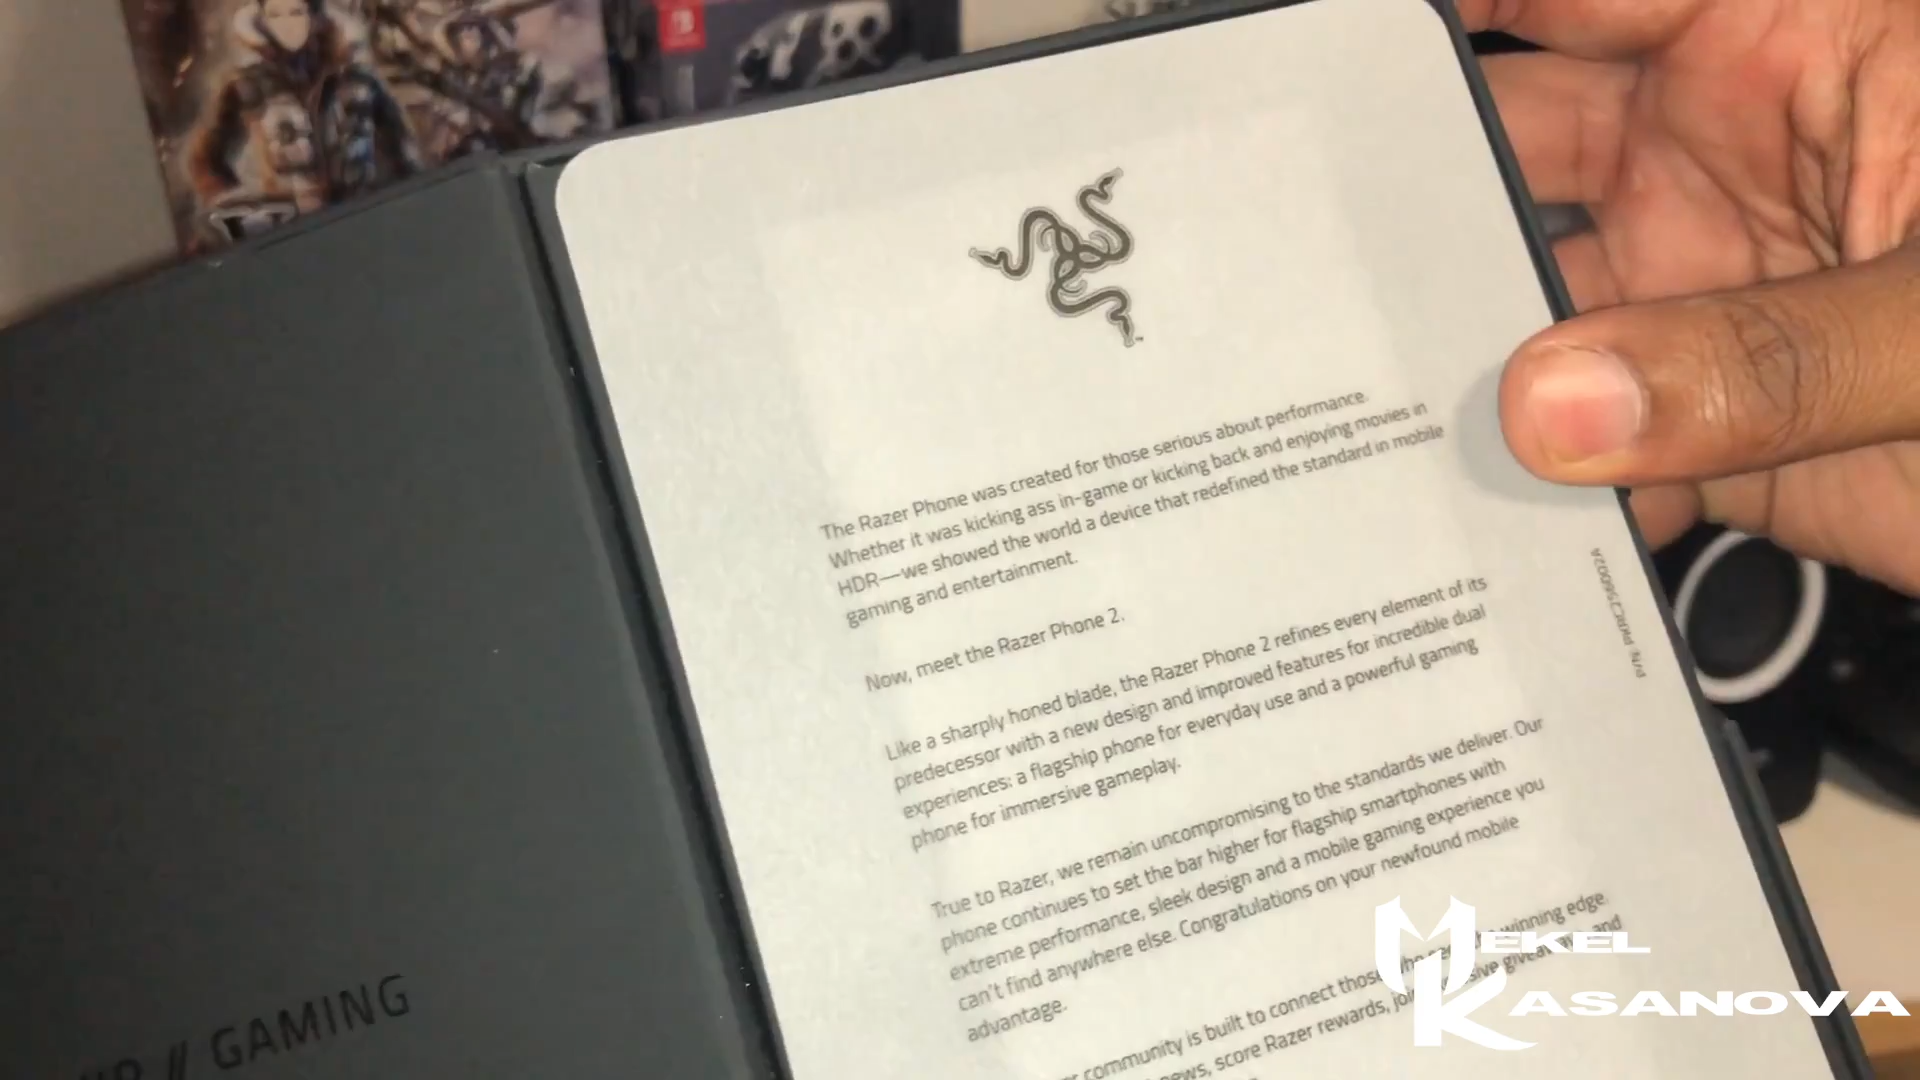 The Razer Phone was created for those serious about performance.
Whether it was kicking ass in-game or kicking back and enjoying movies in
HDR—we showed the world a device that redefined the standard in mobile
gaming and entertainment.
Now, meet the Razer Phone 2.
Like a sharply honed blade, the Razer Phone 2 refines every element of its
predecessor with a new design and improved features for incredible dual
experiences: a flagship phone for everyday use and a powerful gaming
phone for immersive gameplay.
True to Razer, we remain uncompromising to the standards we deliver. Our
phone continues to set the bar higher for flagship smartphones with
extreme performance, sleek design and a mobile gaming experience you
can't find anywhere else. Congratulations on your newfound mobile
advantage.
community is built to connect those who winning edge.
news, score Razer rewards, and
// GAMING
MEKEL
KASANOVA